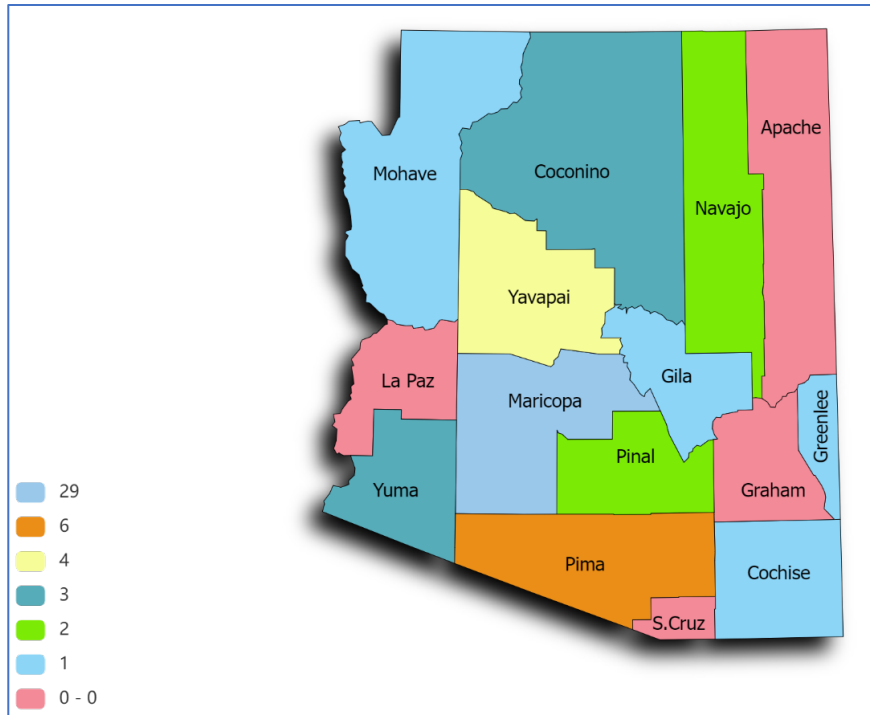 Apache
Mohave
Coconino
Navajo
Yavapai
La Paz
Gila
Maricopa
Greenlee
Pinal
Yuma
Graham
Pima
Cochise
S.Cruz
29
6
4
3
2
1
0 - 0